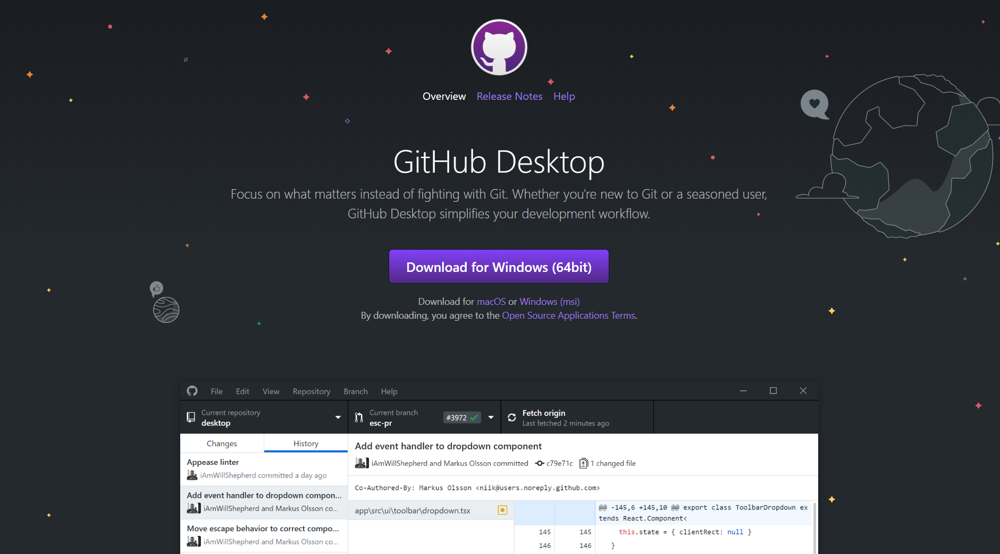 Overview Release Notes Help
GitHub Desktop
Focus on what matters instead of fighting with Git. Whether you're new to Git or a seasoned user,
GitHub Desktop simplifies your development workflow.
Download for Windows (64bit)
Download for macOS or Windows (msi)
By downloading, you agree to the Open Source Applications Terms.
File Edit View Repository Branch Help
Current repository
desktop
Current branch
esc-pr
#3972
Fetch origin
Last fetched 2 minutes ago
Changes History
Appease linter
iAmWillShepherd committed a day ago
Add event handler to dropdown compon...
iAmWillShepherd and Markus Olsson co...
Move escape behavior to correct compo...
iAmWillShepherd and Markus Olsson co...
Add event handler to dropdown component
iAmWillShepherd and Markus Olsson committed c79e71c 1 changed file
Co-Authored-By: Markus Olsson <niik@users.noreply.github.com>
app\src\ui\toolbar\dropdown.tsx
@@ -145,6 +145,10 @@ export class ToolbarDropdown ex
tends React.Component<
145 145 this.state = { clientRect: null }
146 146 }